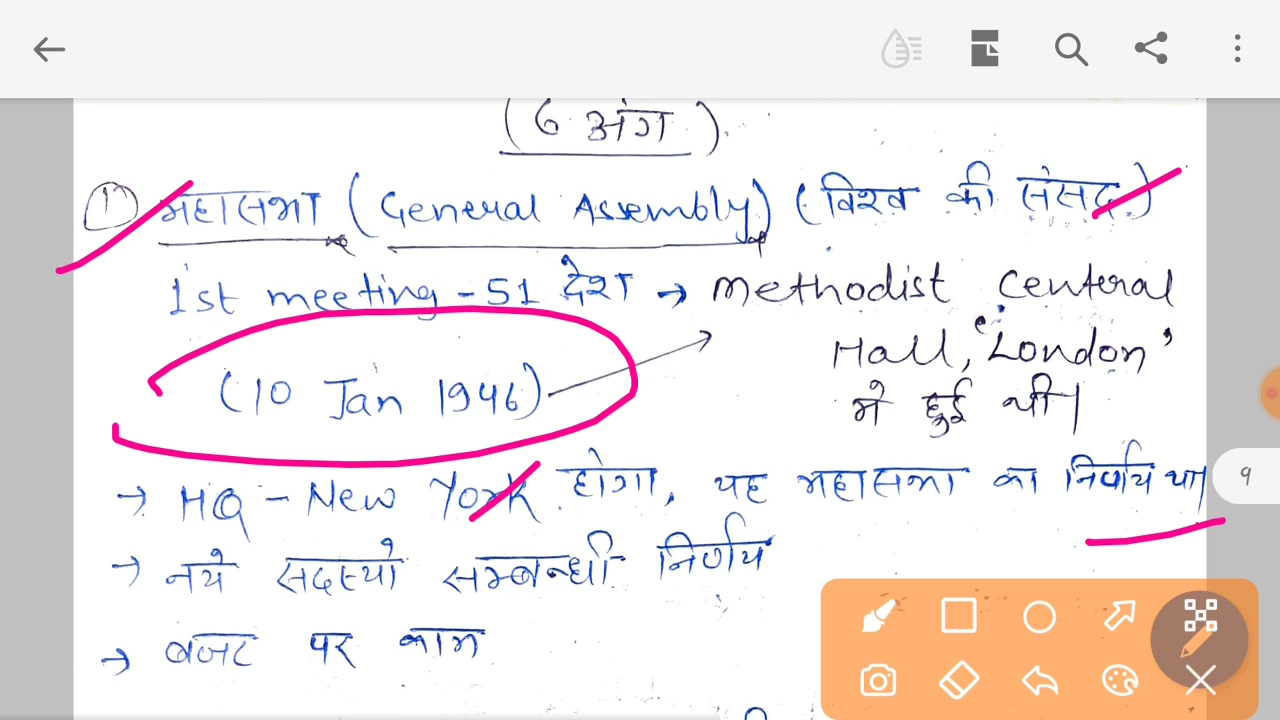 (6 अंग).
1) महासभा (General Assembly) (विश्व की संसद)
1st meeting - 51 देश → methodist Centeral
Hall, "London"
(10 Jan 1946) में हुई थी।
→ HQ - New York होगा, यह महासभा का निर्णय था।
→ नये सदस्यो सम्बन्धी निर्णय
→ बजट पर काम
9